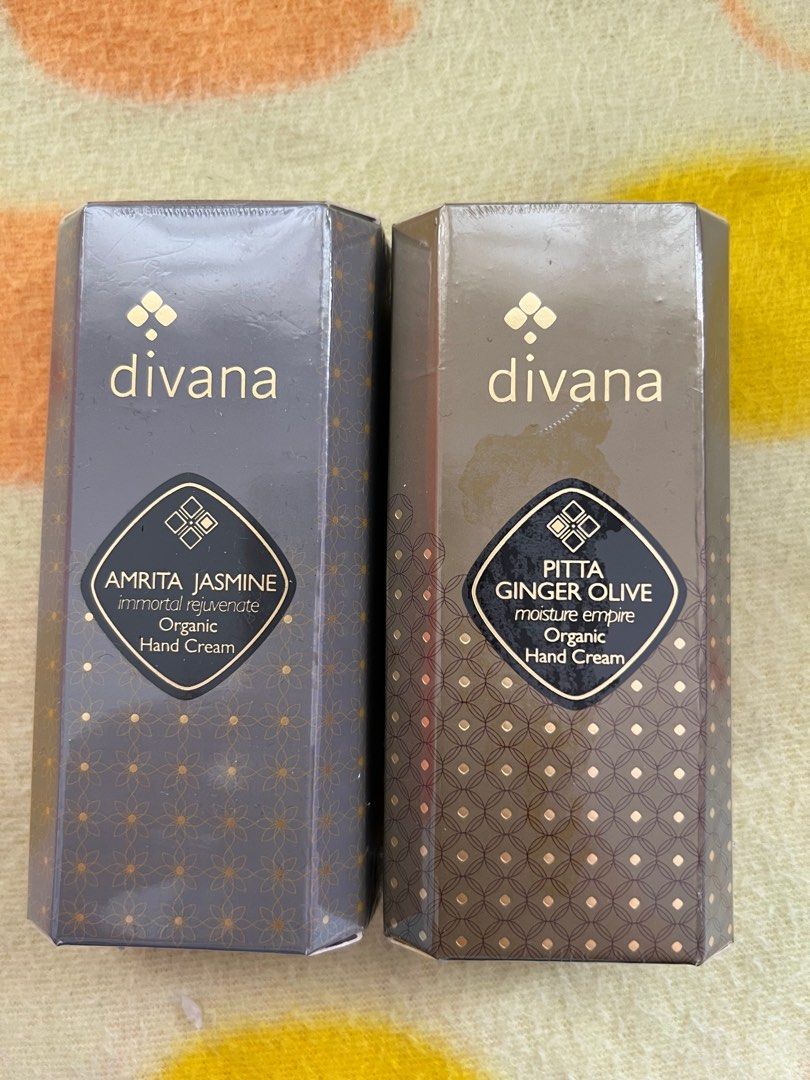 divana
AMRITA JASMINE
immortal rejuvenate
Organic
Hand Cream
divana
PITTA
GINGER OLIVE
moisture empire
Organic
Hand Cream